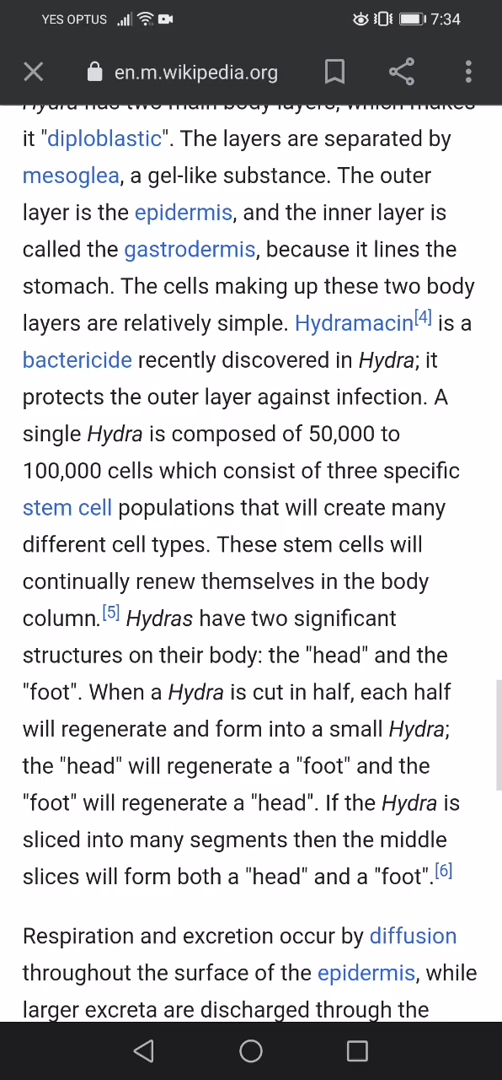 YES OPTUS 7:34
en.m.wikipedia.org
Hydra has two main body layers, which makes
it "diploblastic". The layers are separated by
mesoglea, a gel-like substance. The outer
layer is the epidermis, and the inner layer is
called the gastrodermis, because it lines the
stomach. The cells making up these two body
layers are relatively simple. Hydramacin[4] is a
bactericide recently discovered in Hydra; it
protects the outer layer against infection. A
single Hydra is composed of 50,000 to
100,000 cells which consist of three specific
stem cell populations that will create many
different cell types. These stem cells will
continually renew themselves in the body
column.[5] Hydras have two significant
structures on their body: the "head" and the
"foot". When a Hydra is cut in half, each half
will regenerate and form into a small Hydra;
the "head" will regenerate a "foot" and the
"foot" will regenerate a "head". If the Hydra is
sliced into many segments then the middle
slices will form both a "head" and a "foot".[6]
Respiration and excretion occur by diffusion
throughout the surface of the epidermis, while
larger excreta are discharged through the